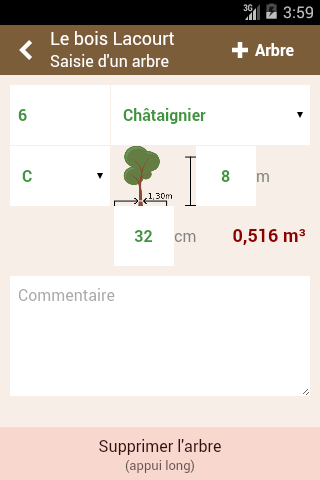 3G 3:59
Le bois Lacourt
Saisie d'un arbre
Arbre
6 Châtaignier
C 1,30m 8 m
32 cm 0,516 m³
Commentaire
Supprimer l'arbre
(appui long)